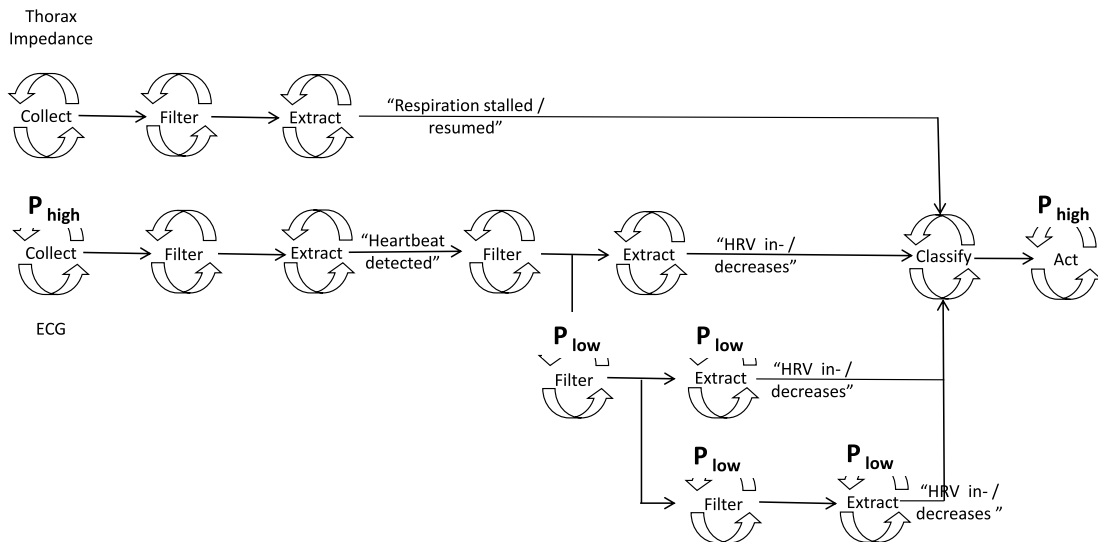 Thorax
Impedance
Collect
Filter
Extract
“Respiration stalled /
resumed”
P high
Collect
Filter
Extract
“Heartbeat
detected”
Filter
Extract
“HRV in- /
decreases”
Classify
P high
Act
ECG
P low
Filter
P low
Extract
“HRV in- /
decreases”
P low
Filter
P low
Extract
“HRV in- /
decreases ”